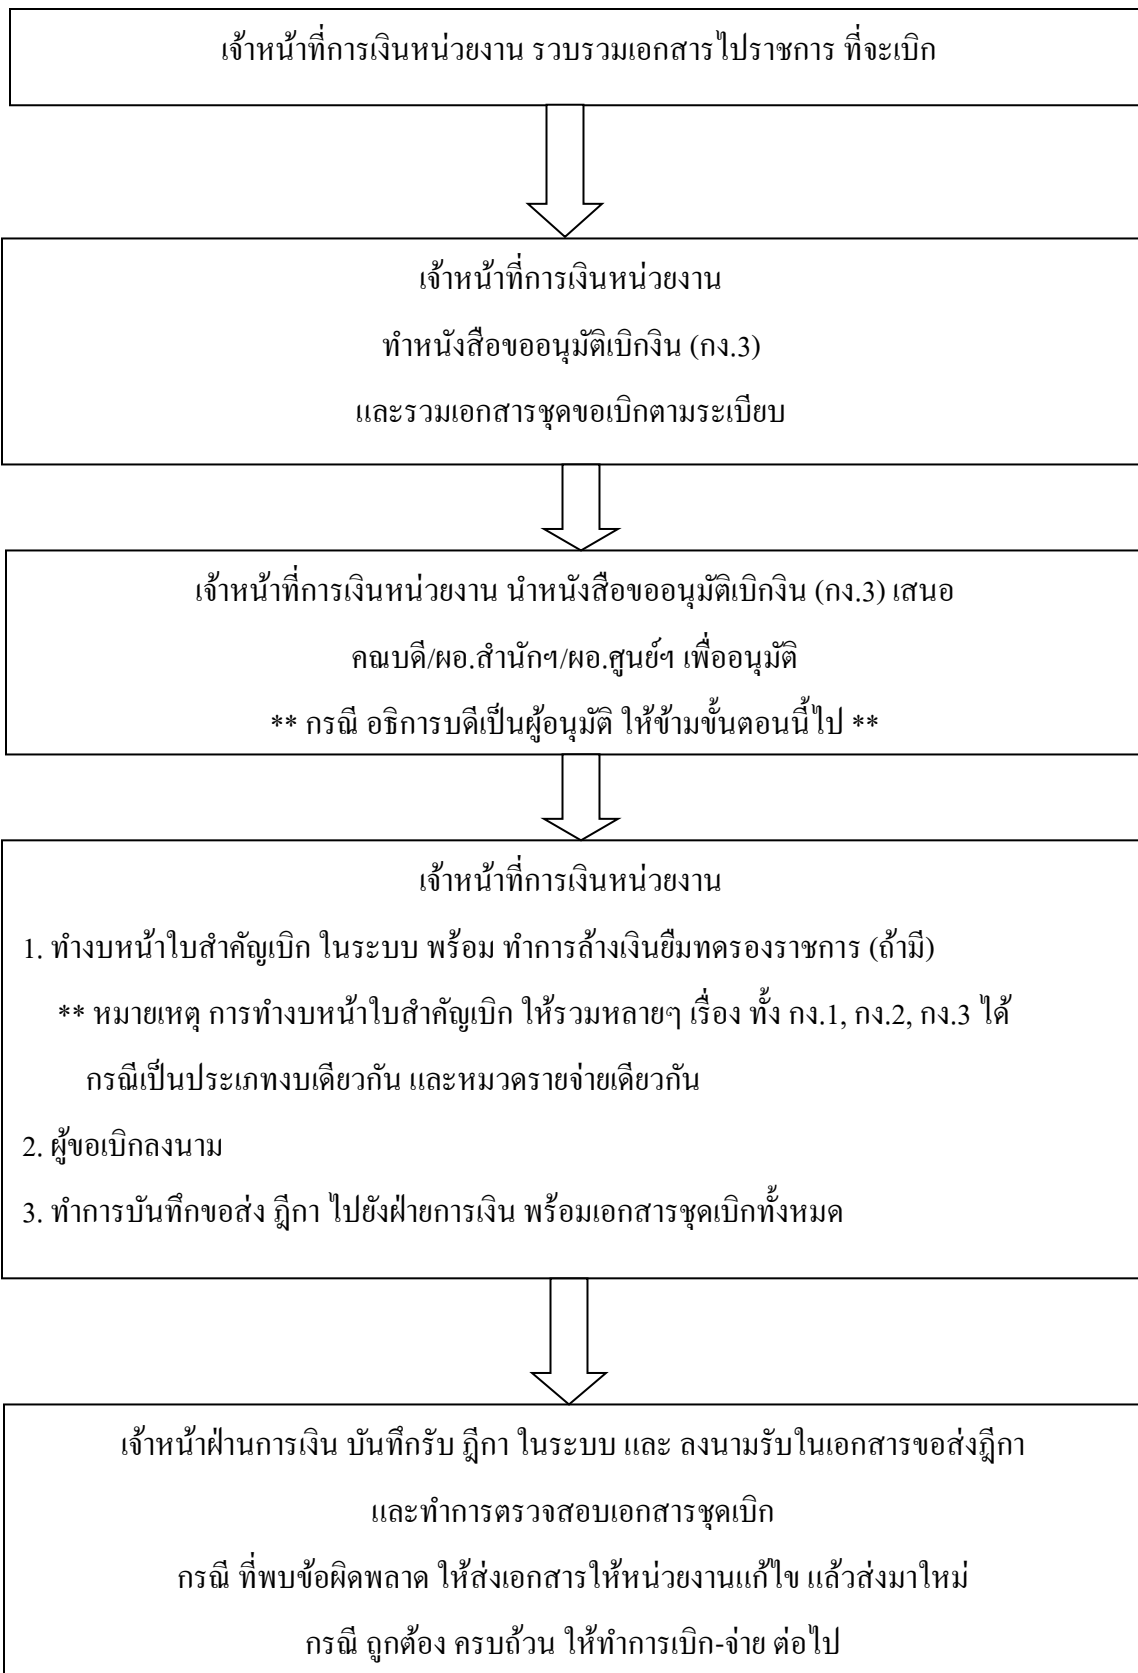 เจ้าหน้าที่การเงินหน่วยงาน รวบรวมเอกสารไปราชการ ที่จะเบิก
เจ้าหน้าที่การเงินหน่วยงาน
ทำหนังสือขออนุมัติเบิกงิน (กง.3)
และรวมเอกสารชุดขอเบิกตามระเบียบ
เจ้าหน้าที่การเงินหน่วยงาน นำหนังสือขออนุมัติเบิกงิน (กง.3) เสนอ
คณบดี/ผอ.สำนักฯ/ผอ.ศูนย์ฯ เพื่ออนุมัติ
** กรณี อธิการบดีเป็นผู้อนุมัติ ให้ข้ามขั้นตอนนี้ไป **
เจ้าหน้าที่การเงินหน่วยงาน
1. ทำงบหน้าใบสำคัญเบิก ในระบบ พร้อม ทำการล้างเงินยืมทดรองราชการ (ถ้ามี)
** หมายเหตุ การทำงบหน้าใบสำคัญเบิก ให้รวมหลายๆ เรื่อง ทั้ง กง.1, กง.2, กง.3 ได้
กรณีเป็นประเภทงบเดียวกัน และหมวดรายจ่ายเดียวกัน
2. ผู้ขอเบิกลงนาม
3. ทำการบันทึกขอส่ง ฎีกา ไปยังฝ่ายการเงิน พร้อมเอกสารชุดเบิกทั้งหมด
เจ้าหน้าฝ่านการเงิน บันทึกรับ ฎีกา ในระบบ และ ลงนามรับในเอกสารขอส่งฎีกา
และทำการตรวจสอบเอกสารชุดเบิก
กรณี ที่พบข้อผิดพลาด ให้ส่งเอกสารให้หน่วยงานแก้ไข แล้วส่งมาใหม่
กรณี ถูกต้อง ครบถ้วน ให้ทำการเบิก-จ่าย ต่อไป